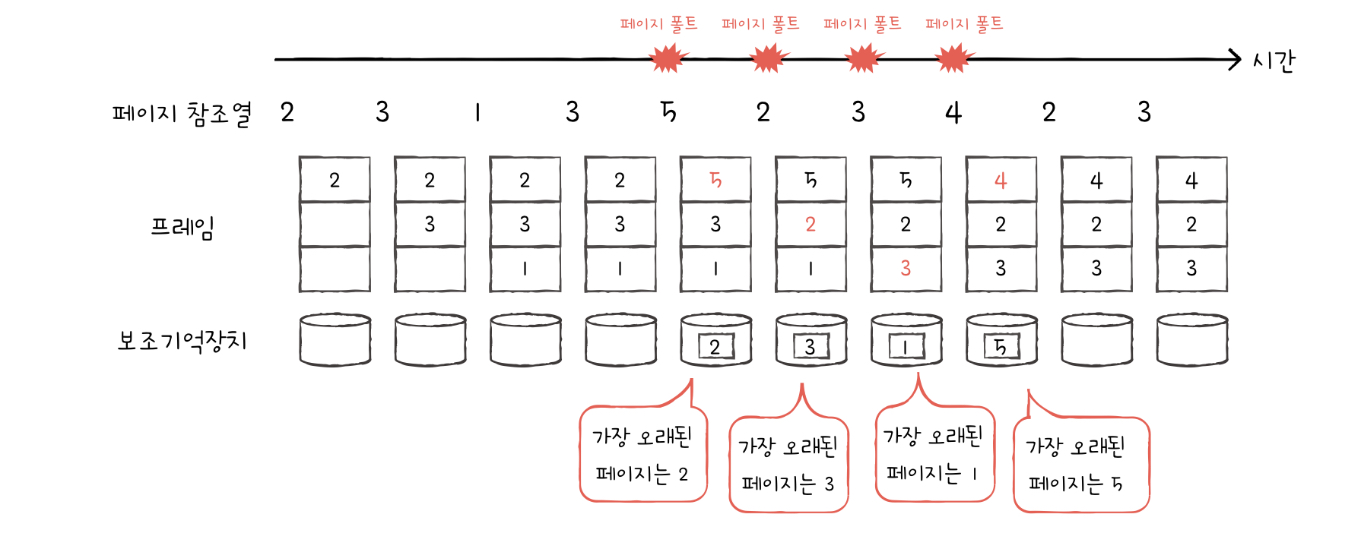 페이지 폴트 페이지 폴트 페이지 폴트 페이지 폴트
시간
페이지 참조열 2 3 1 3 5 2 3 4 2 3
2 2 2 2 5 5 5 4 4 4
프레임 3 3 3 3 2 2 2 2 2
1 1 1 1 3 3 3 3
보조기억장치 2 3 1 5
가장 오래된
페이지는 2
가장 오래된
페이지는 3
가장 오래된
페이지는 1
가장 오래된
페이지는 5